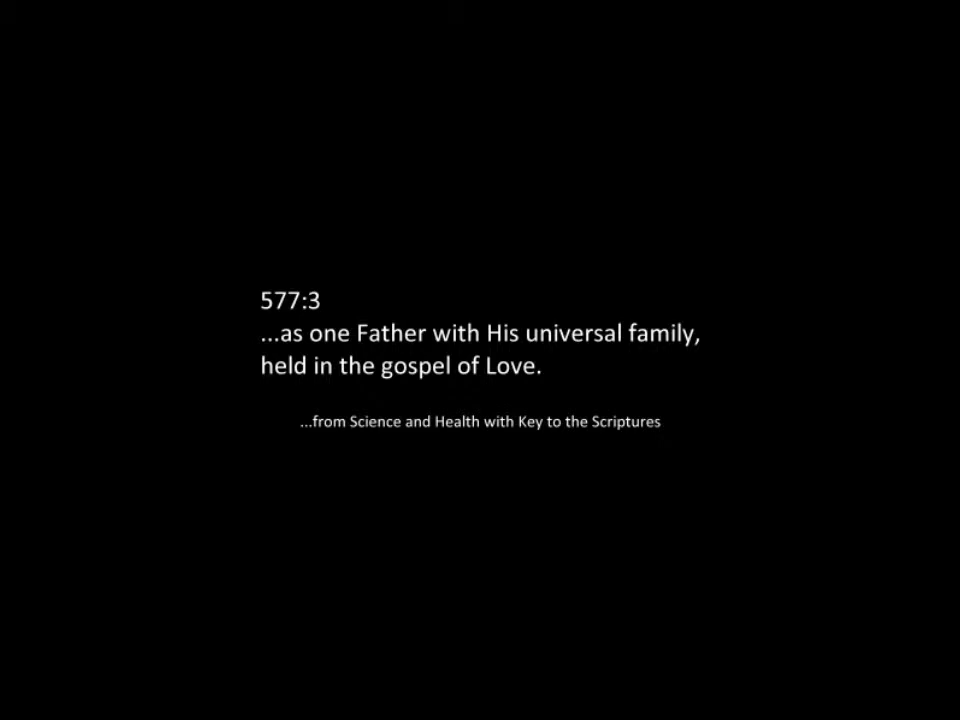 577:3
...as one Father with His universal family,
held in the gospel of Love.
...from Science and Health with Key to the Scriptures